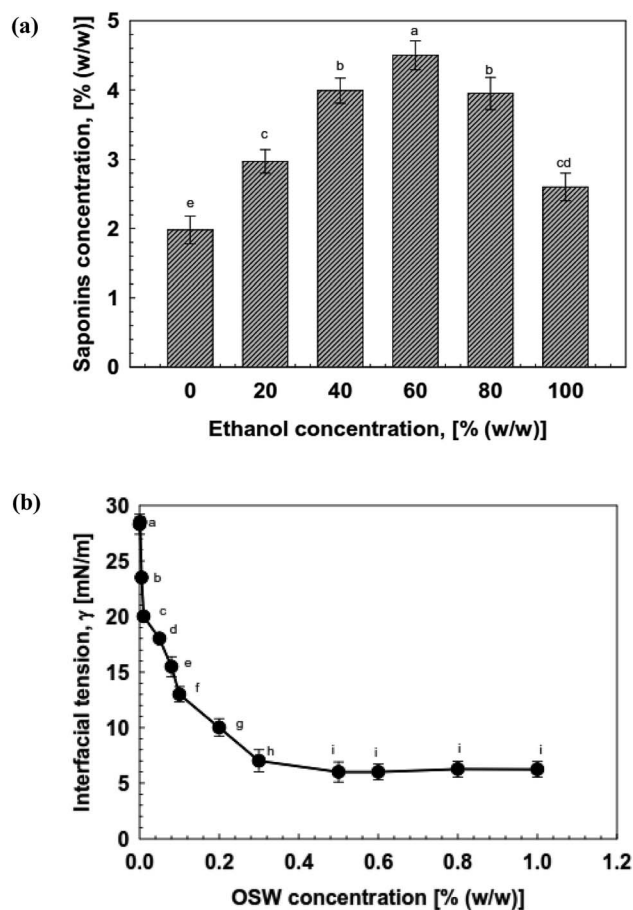 (a)
Saponins concentration, [% (w/w)]
5
4
3
2
1
0
e
c
b
a
b
cd
0 20 40 60 80 100
Ethanol concentration, [% (w/w)]
(b)
Interfacial tension, γ [mN/m]
30
25
20
15
10
5
0
a
b
c
d
e
f
g
h
i
i
i
i
0.0 0.2 0.4 0.6 0.8 1.0 1.2
OSW concentration [% (w/w)]